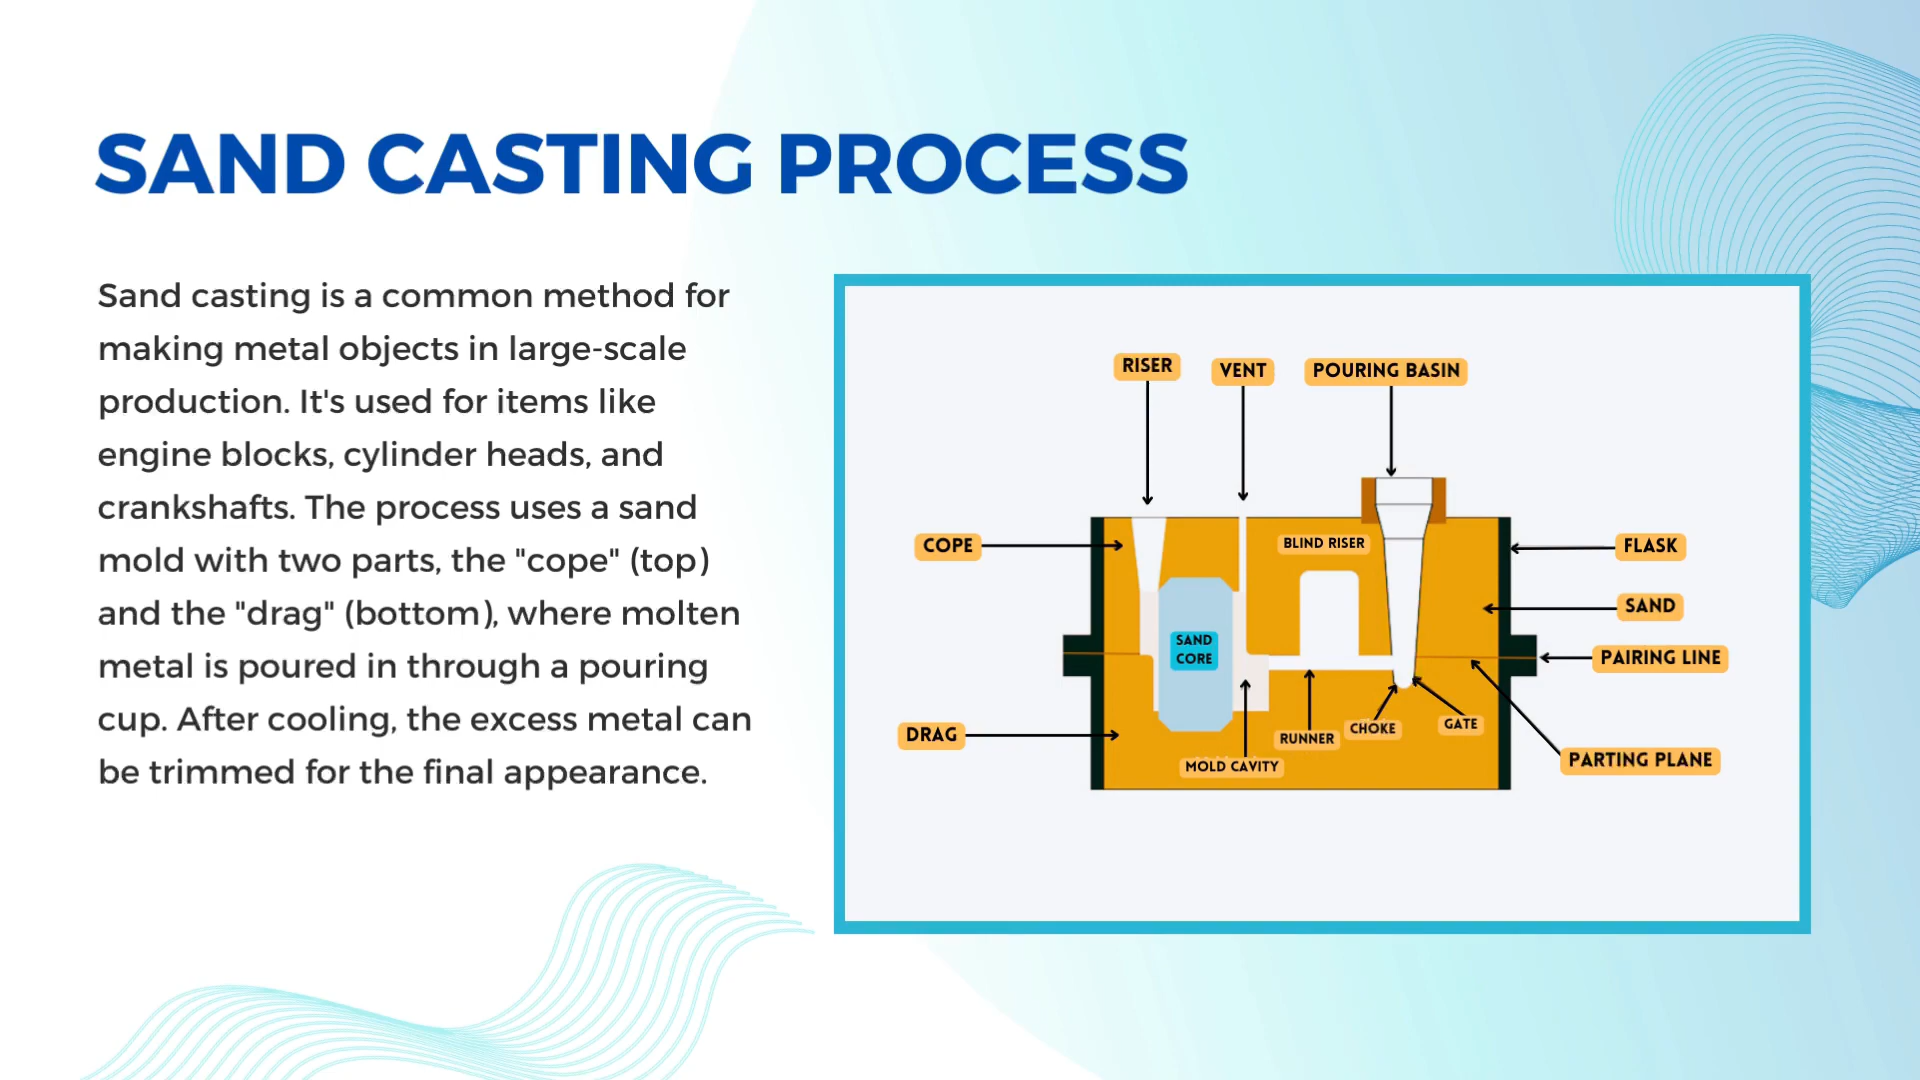 SAND CASTING PROCESS
Sand casting is a common method for
making metal objects in large-scale
production. It's used for items like
engine blocks, cylinder heads, and
crankshafts. The process uses a sand
mold with two parts, the "cope" (top)
and the "drag" (bottom), where molten
metal is poured in through a pouring
cup. After cooling, the excess metal can
be trimmed for the final appearance.
RISER
VENT
POURING BASIN
COPE
BLIND RISER
FLASK
SAND
SAND
CORE
PAIRING LINE
DRAG
MOLD CAVITY
RUNNER
CHOKE
GATE
PARTING PLANE